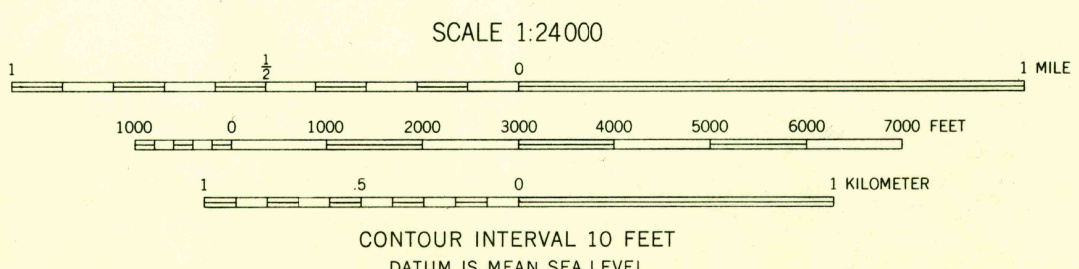 SCALE 1:24000
1 1/2 0 1 MILE
1000 0 1000 2000 3000 4000 5000 6000 7000 FEET
1 .5 0 1 KILOMETER
CONTOUR INTERVAL 10 FEET
DATUM IS MEAN SEA LEVEL